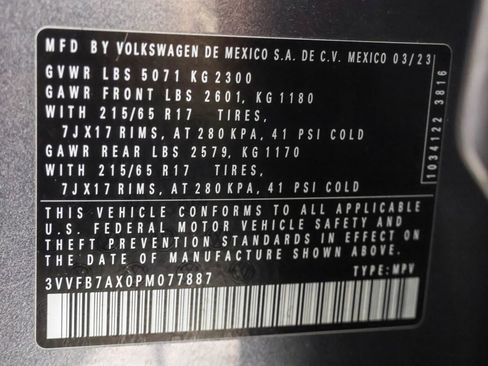 MFD BY VOLKSWAGEN DE MEXICO S.A. DE C.V. MEXICO 03/23
GVWR LBS 5071 KG 2300
GAWR FRONT LBS 2601, KG 1180
WITH 215/65 R17 TIRES,
7JX17 RIMS, AT 280 KPA, 41 PSI COLD
GAWR REAR LBS 2579, KG 1170
WITH 215/65 R17 TIRES,
7JX17 RIMS, AT 280 KPA, 41 PSI COLD
THIS VEHICLE CONFORMS TO ALL APPLICABLE
U.S. FEDERAL MOTOR VEHICLE SAFETY AND
THEFT PREVENTION STANDARDS IN EFFECT ON
THE DATE OF MANUFACTURE SHOWN ABOVE.
3VVFB7AX0PM077887 TYPE: MPV
1034122 3816